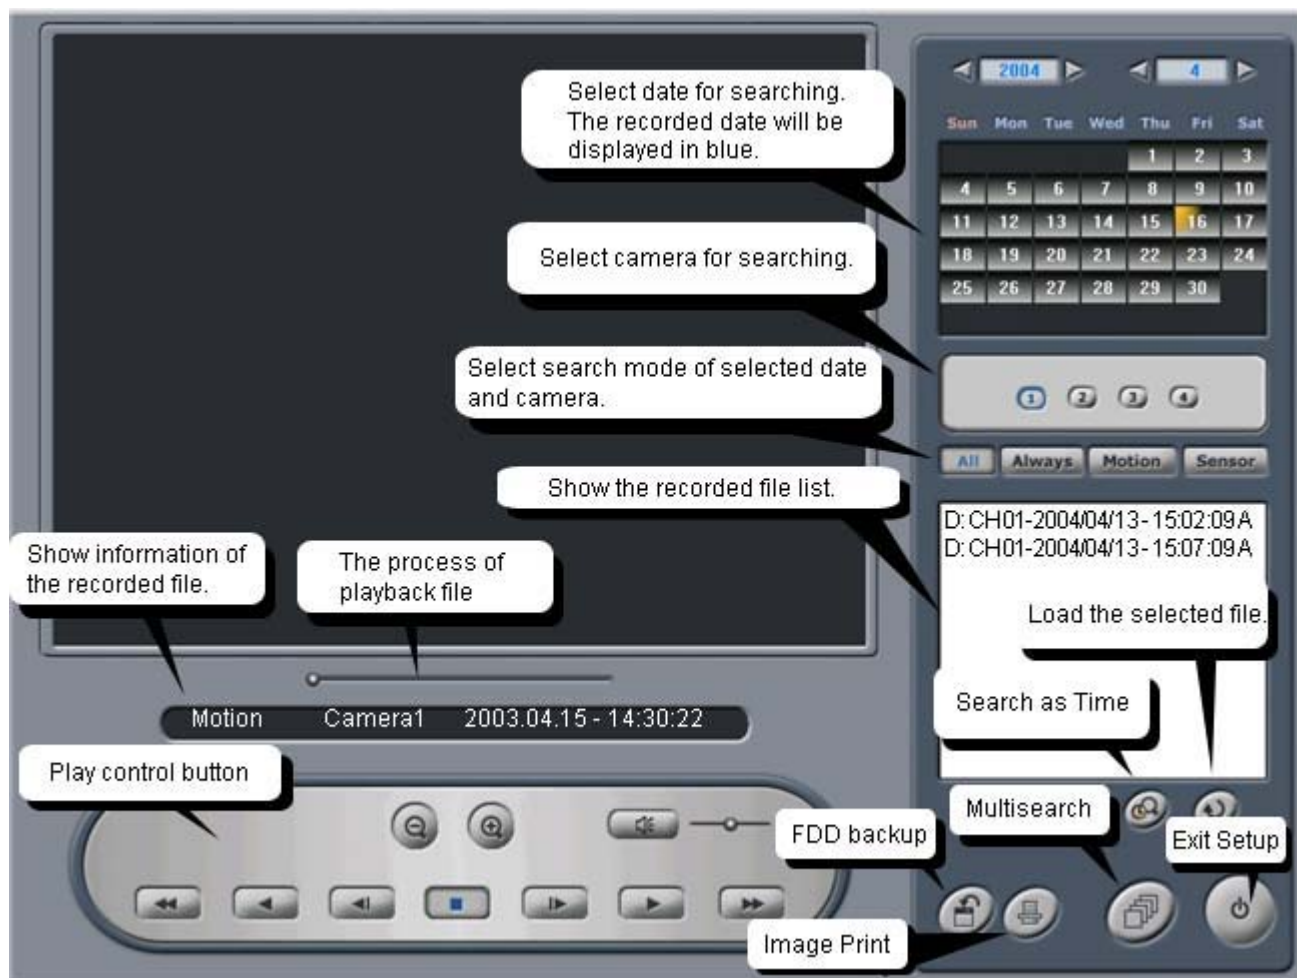 2004
4
Sun Mon Tue Wed Thu Fri Sat
1 2 3
4 5 6 7 8 9 10
11 12 13 14 15 16 17
18 19 20 21 22 23 24
25 26 27 28 29 30
Select date for searching.
The recorded date will be
displayed in blue.
Select camera for searching.
1 2 3 4
Select search mode of selected date
and camera.
All Always Motion Sensor
Show the recorded file list.
D:CH01-2004/04/13-15:02:09A
D:CH01-2004/04/13-15:07:09A
Show information of
the recorded file.
The process of
playback file
Load the selected file.
Search as Time
Motion Camera1 2003.04.15 - 14:30:22
Play control button
Multisearch
FDD backup
Exit Setup
Image Print